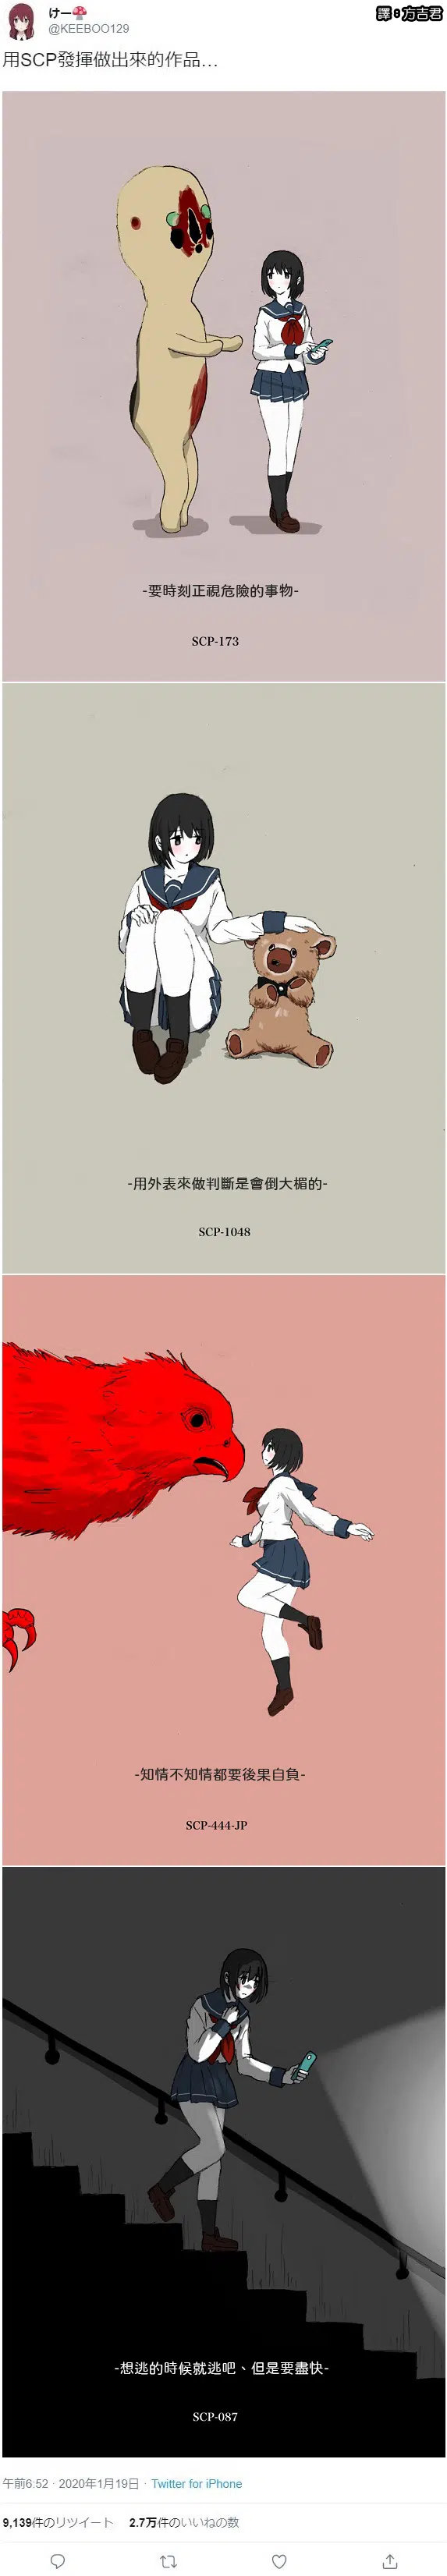 けー🍄
譯●方吉君
@KEEBOO129
用SCP發揮做出來的作品…
-要時刻正視危險的事物-
SCP-173
-用外表來做判斷是會倒大楣的-
SCP-1048
-知情不知情都要後果自負-
SCP-444-JP
-想逃的時候就逃吧、但是要盡快-
SCP-087
午前6:52 · 2020年1月19日 · Twitter for iPhone
9,139件のリツイート 2.7万件のいいねの数